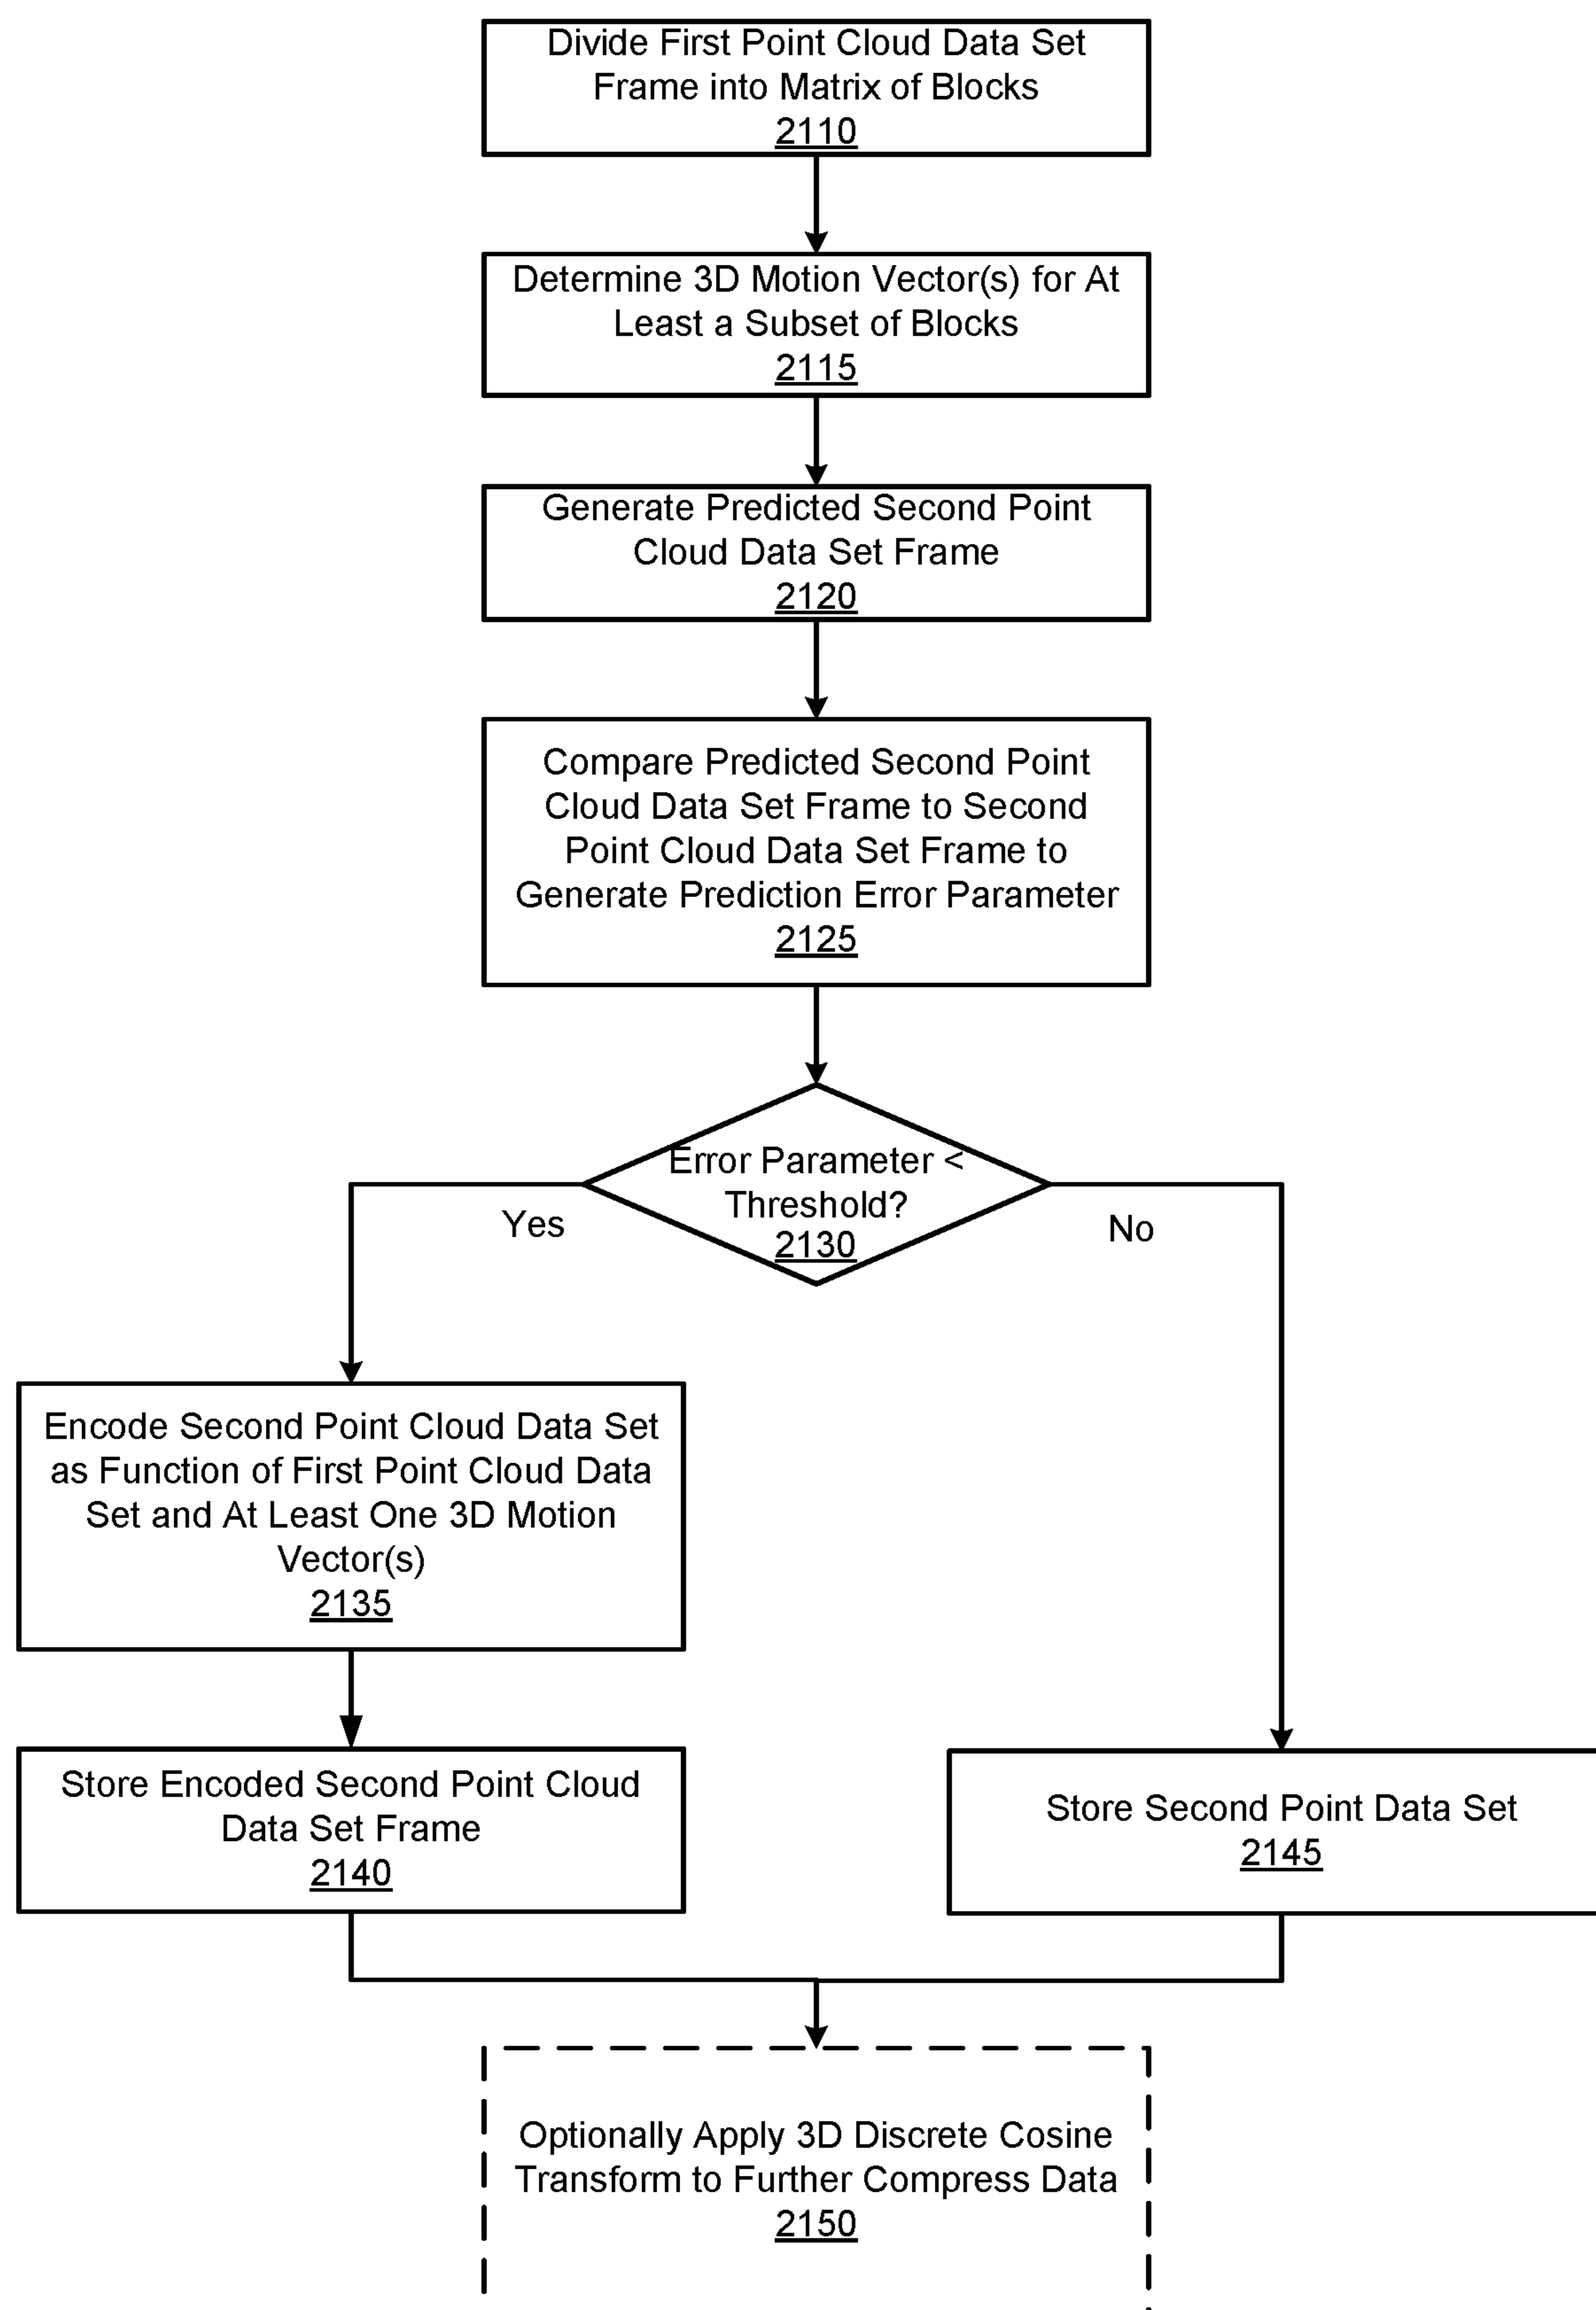 Divide First Point Cloud Data Set
Frame into Matrix of Blocks
2110
Determine 3D Motion Vector(s) for At
Least a Subset of Blocks
2115
Generate Predicted Second Point
Cloud Data Set Frame
2120
Compare Predicted Second Point
Cloud Data Set Frame to Second
Point Cloud Data Set Frame to
Generate Prediction Error Parameter
2125
Error Parameter <
Threshold?
2130
Yes
No
Encode Second Point Cloud Data Set
as Function of First Point Cloud Data
Set and At Least One 3D Motion
Vector(s)
2135
Store Encoded Second Point Cloud
Data Set Frame
2140
Store Second Point Data Set
2145
Optionally Apply 3D Discrete Cosine
Transform to Further Compress Data
2150